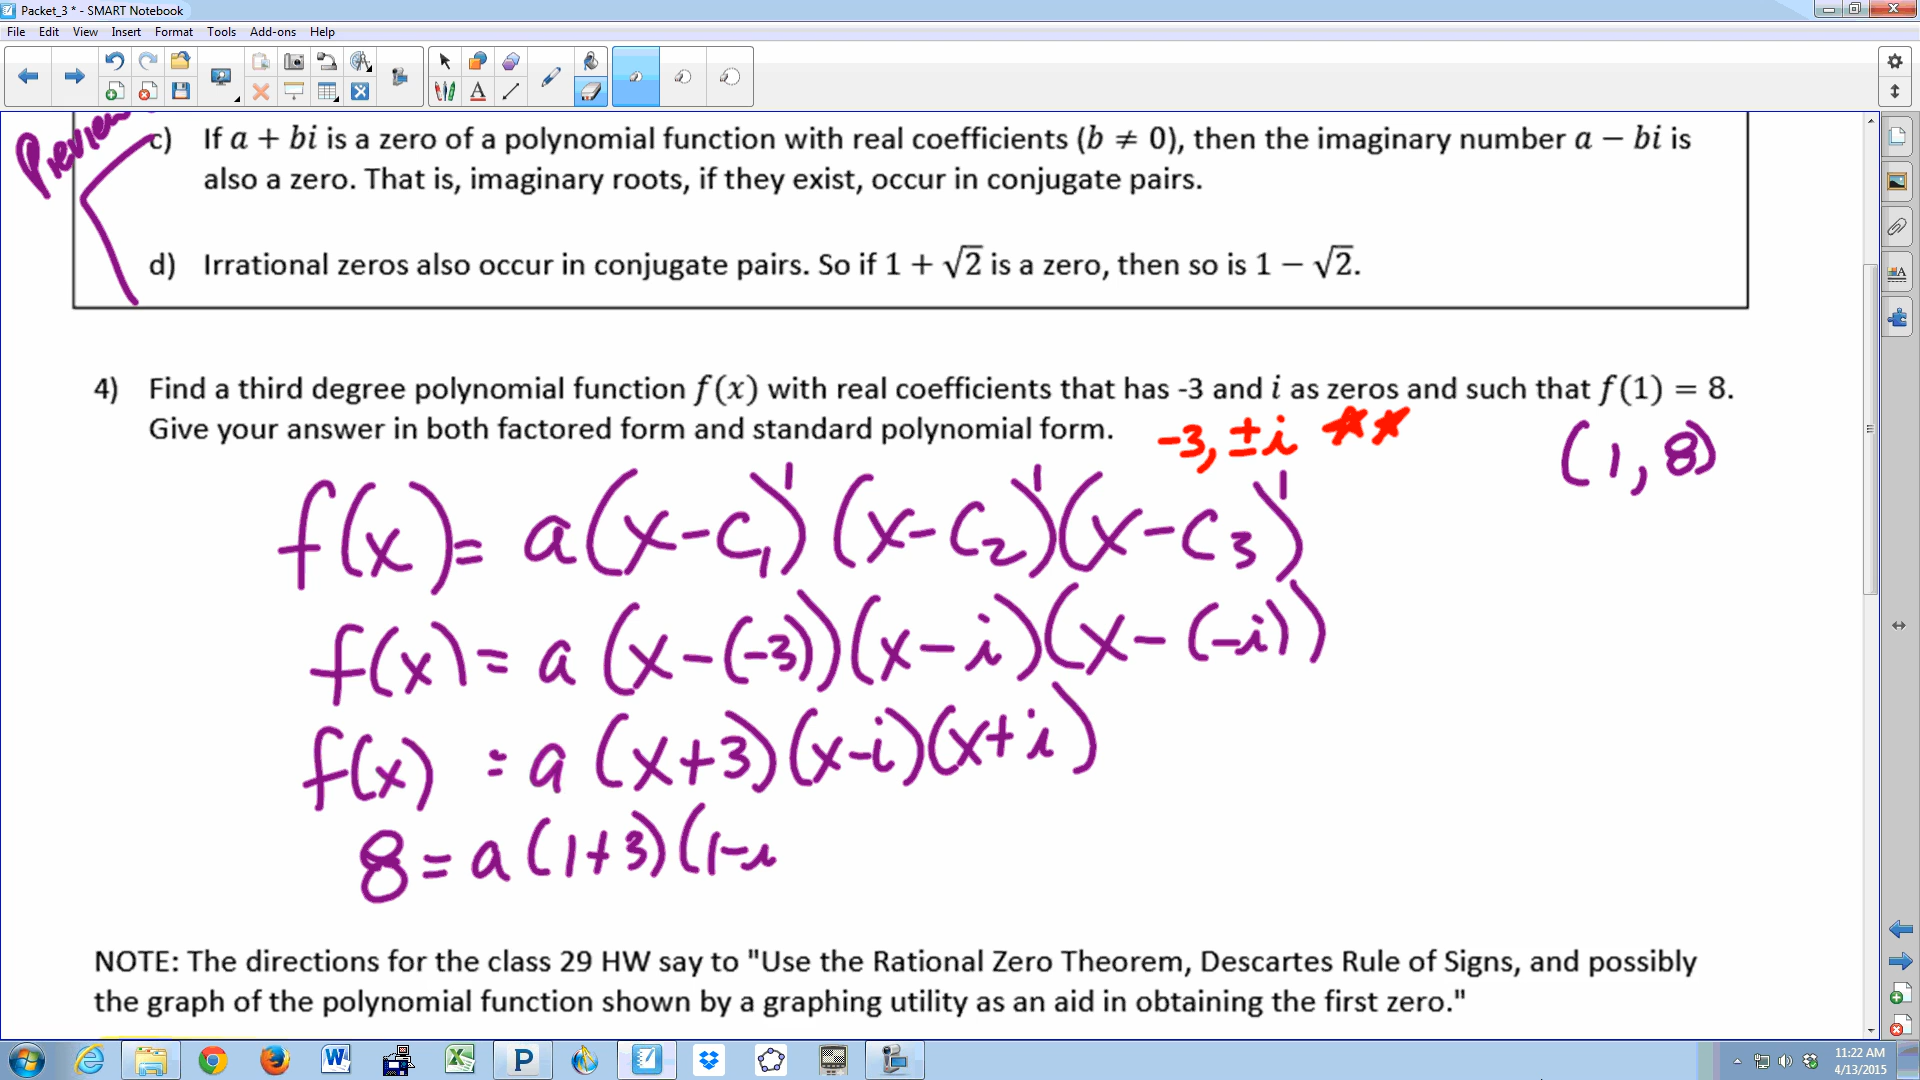 Packet_3 * - SMART Notebook
File Edit View Insert Format Tools Add-ons Help
Preview
c) If a + bi is a zero of a polynomial function with real coefficients (b ≠ 0), then the imaginary number a − bi is
also a zero. That is, imaginary roots, if they exist, occur in conjugate pairs.
d) Irrational zeros also occur in conjugate pairs. So if 1 + √2 is a zero, then so is 1 − √2.
4) Find a third degree polynomial function f(x) with real coefficients that has -3 and i as zeros and such that f(1) = 8.
Give your answer in both factored form and standard polynomial form. -3, ±i ★★ (1, 8)
f(x) = a(x-c₁)¹(x-c₂)¹(x-c₃)¹
f(x) = a(x-(-3))(x-i)(x-(-i))
f(x) = a(x+3)(x-i)(x+i)
8 = a(1+3)(1-i
NOTE: The directions for the class 29 HW say to "Use the Rational Zero Theorem, Descartes Rule of Signs, and possibly
the graph of the polynomial function shown by a graphing utility as an aid in obtaining the first zero."
11:22 AM
4/13/2015